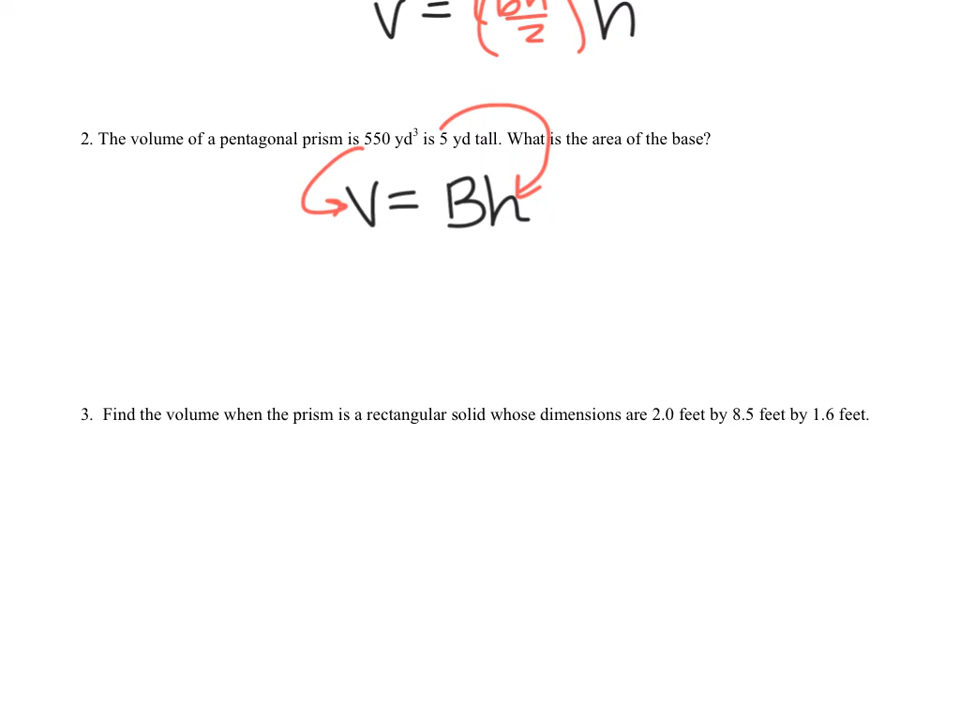 V = (bh/2)h
2. The volume of a pentagonal prism is 550 yd³ is 5 yd tall. What is the area of the base?
V = Bh
3. Find the volume when the prism is a rectangular solid whose dimensions are 2.0 feet by 8.5 feet by 1.6 feet.